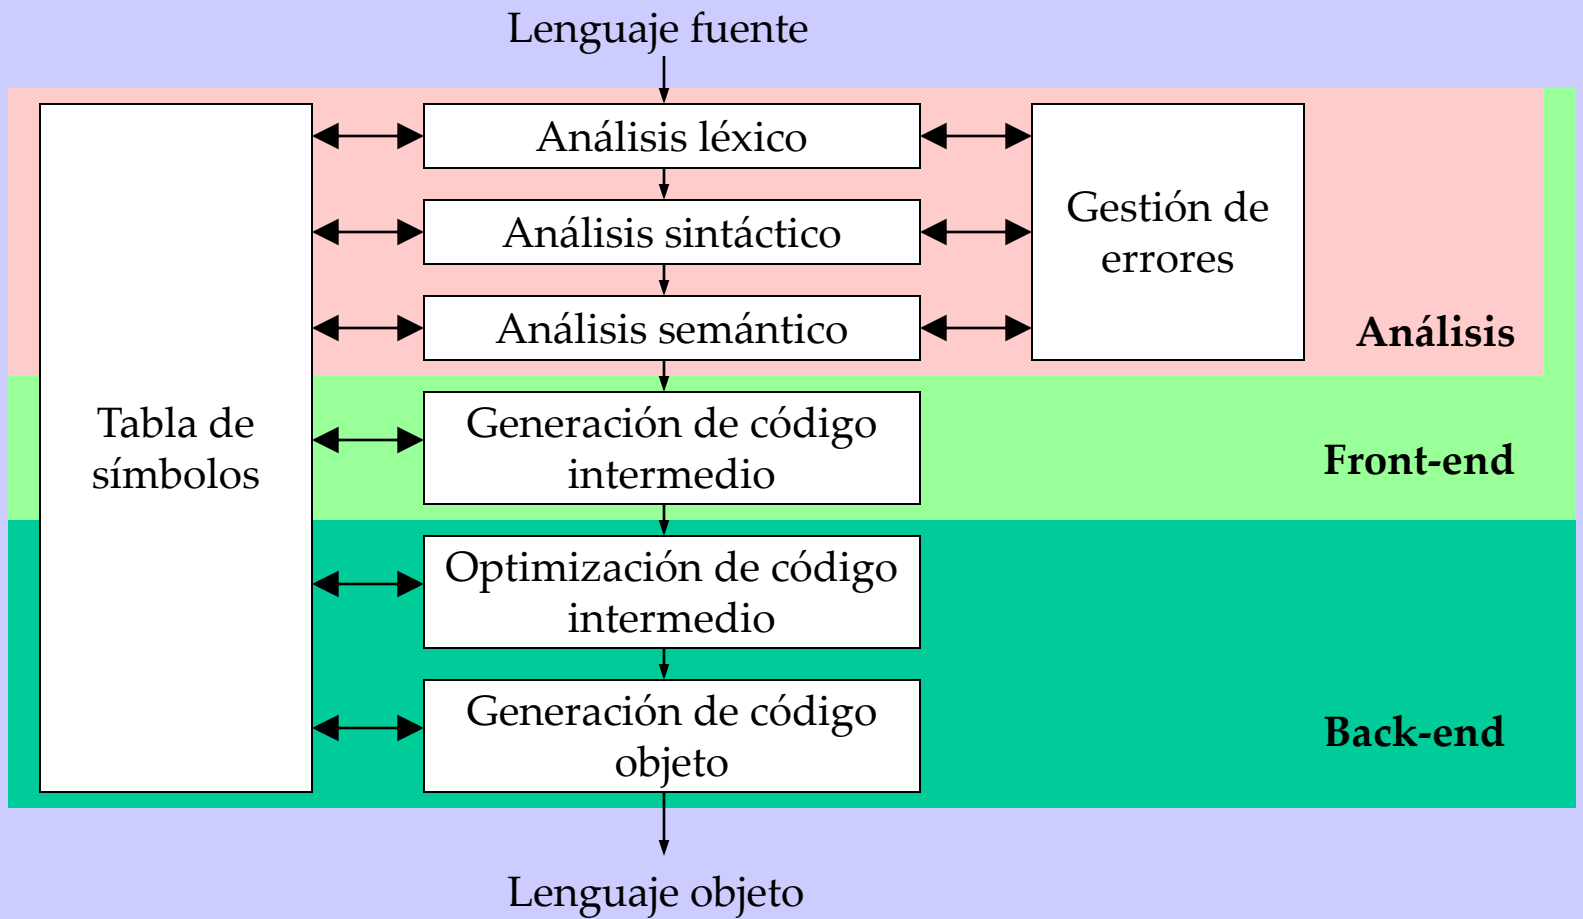 Lenguaje fuente
Análisis léxico
Análisis sintáctico
Análisis semántico
Gestión de
errores
Análisis
Tabla de
símbolos
Generación de código
intermedio
Front-end
Optimización de código
intermedio
Generación de código
objeto
Back-end
Lenguaje objeto